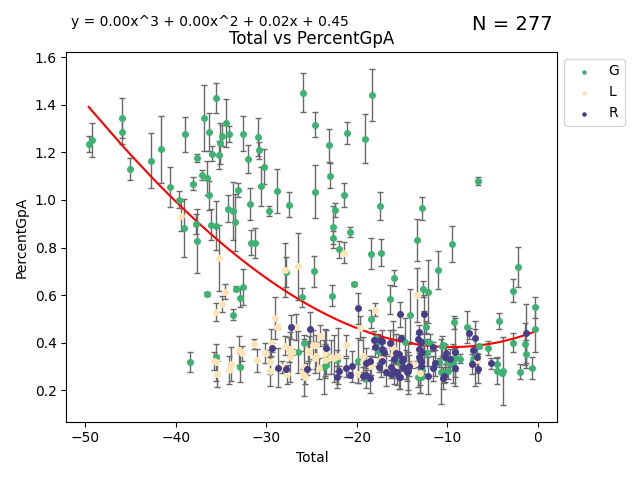 y = 0.00x^3 + 0.00x^2 + 0.02x + 0.45
N = 277
Total vs PercentGpA
G
L
R
PercentGpA
1.6
1.4
1.2
1.0
0.8
0.6
0.4
0.2
−50 −40 −30 −20 −10 0
Total